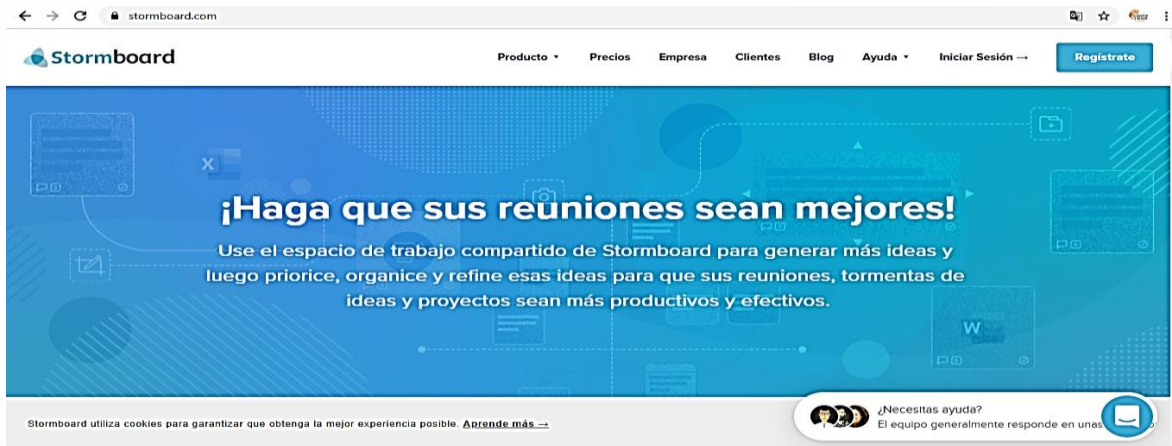 stormboard.com
Stormboard
Producto Precios Empresa Clientes Blog Ayuda Iniciar Sesión → Regístrate
X
¡Haga que sus reuniones sean mejores!
Use el espacio de trabajo compartido de Stormboard para generar más ideas y
luego priorice, organice y refine esas ideas para que sus reuniones, tormentas de
ideas y proyectos sean más productivos y efectivos.
W
¿Necesitas ayuda?
Stormboard utiliza cookies para garantizar que obtenga la mejor experiencia posible. Aprende más →
El equipo generalmente responde en unas